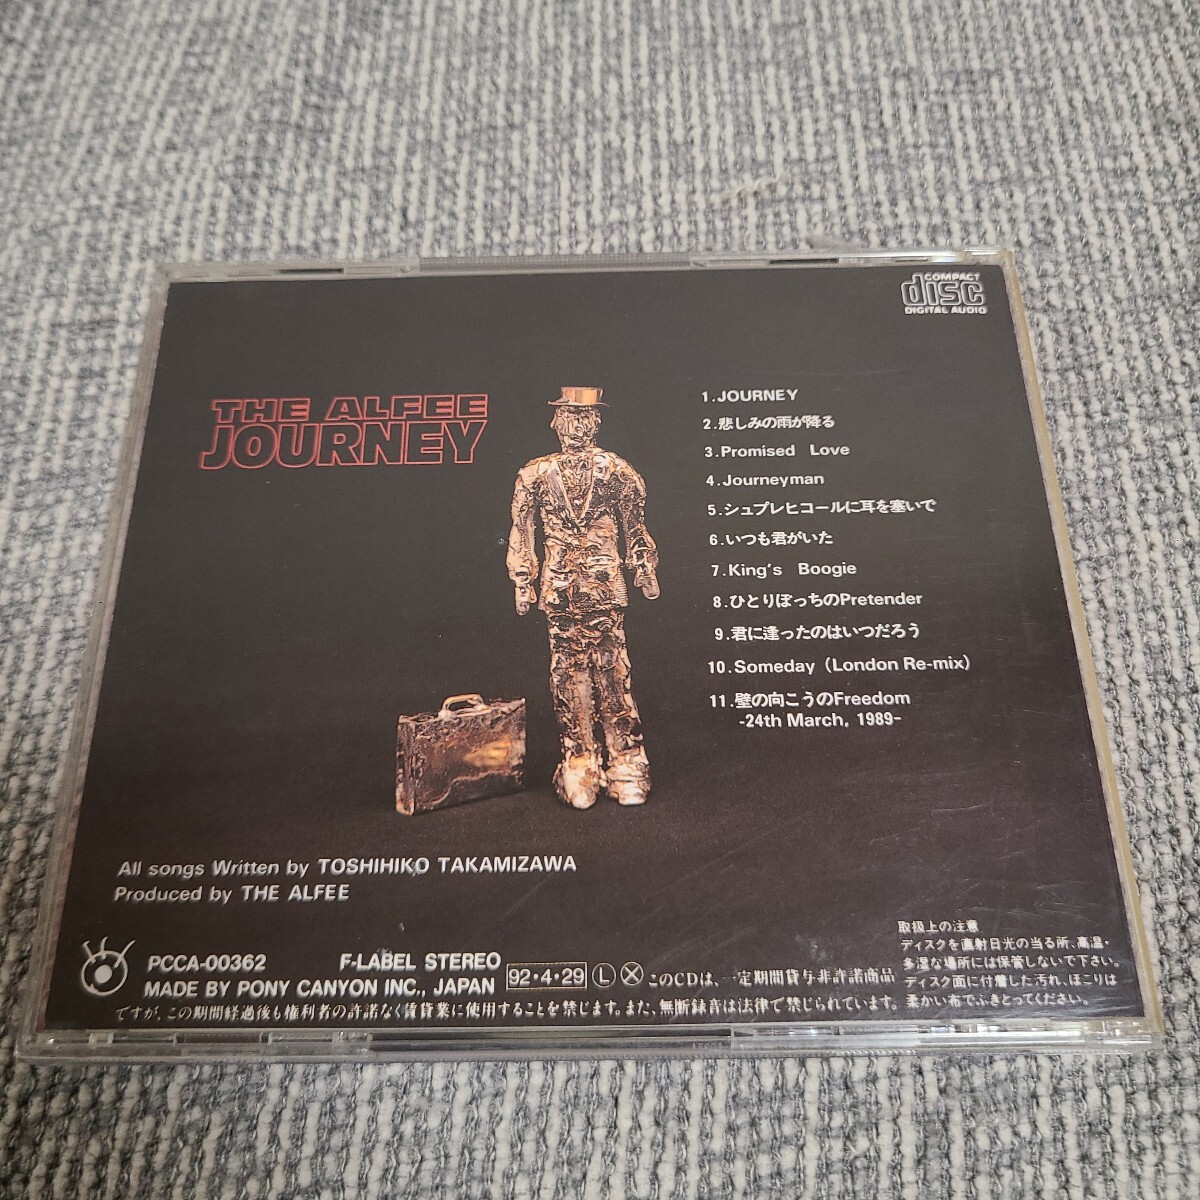 COMPACT
disc
DIGITAL AUDIO
THE ALFEE
JOURNEY
1.JOURNEY
2.悲しみの雨が降る
3.Promised Love
4.Journeyman
5.シュプレヒコールに耳を塞いで
6.いつも君がいた
7.King's Boogie
8.ひとりぼっちのPretender
9.君に逢ったのはいつだろう
10.Someday (London Re-mix)
11.壁の向こうのFreedom
-24th March, 1989-
All songs Written by TOSHIHIKO TAKAMIZAWA
Produced by THE ALFEE
取扱上の注意
ディスクを直射日光の当る所、高温・
多湿な場所には保管しないで下さい。
ディスク面に付着した汚れ、ほこりは
柔かい布でふきとってください。
PCCA-00362 F-LABEL STEREO
MADE BY PONY CANYON INC., JAPAN
92・4・29 Ⓛ Ⓧ このCDは、一定期間貸与非許諾商品
ですが、この期間経過後も権利者の許諾なく賃貸業に使用することを禁じます。また、無断録音は法律で禁じられています。